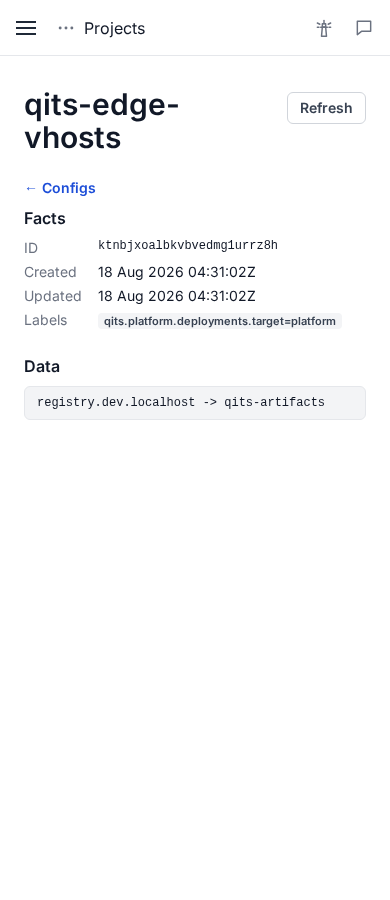 Projects
qits-edge-
vhosts
Refresh
← Configs
Facts
ID ktnbjxoalbkvbvedmg1urrz8h
Created 18 Aug 2026 04:31:02Z
Updated 18 Aug 2026 04:31:02Z
Labels qits.platform.deployments.target=platform
Data
registry.dev.localhost -> qits-artifacts